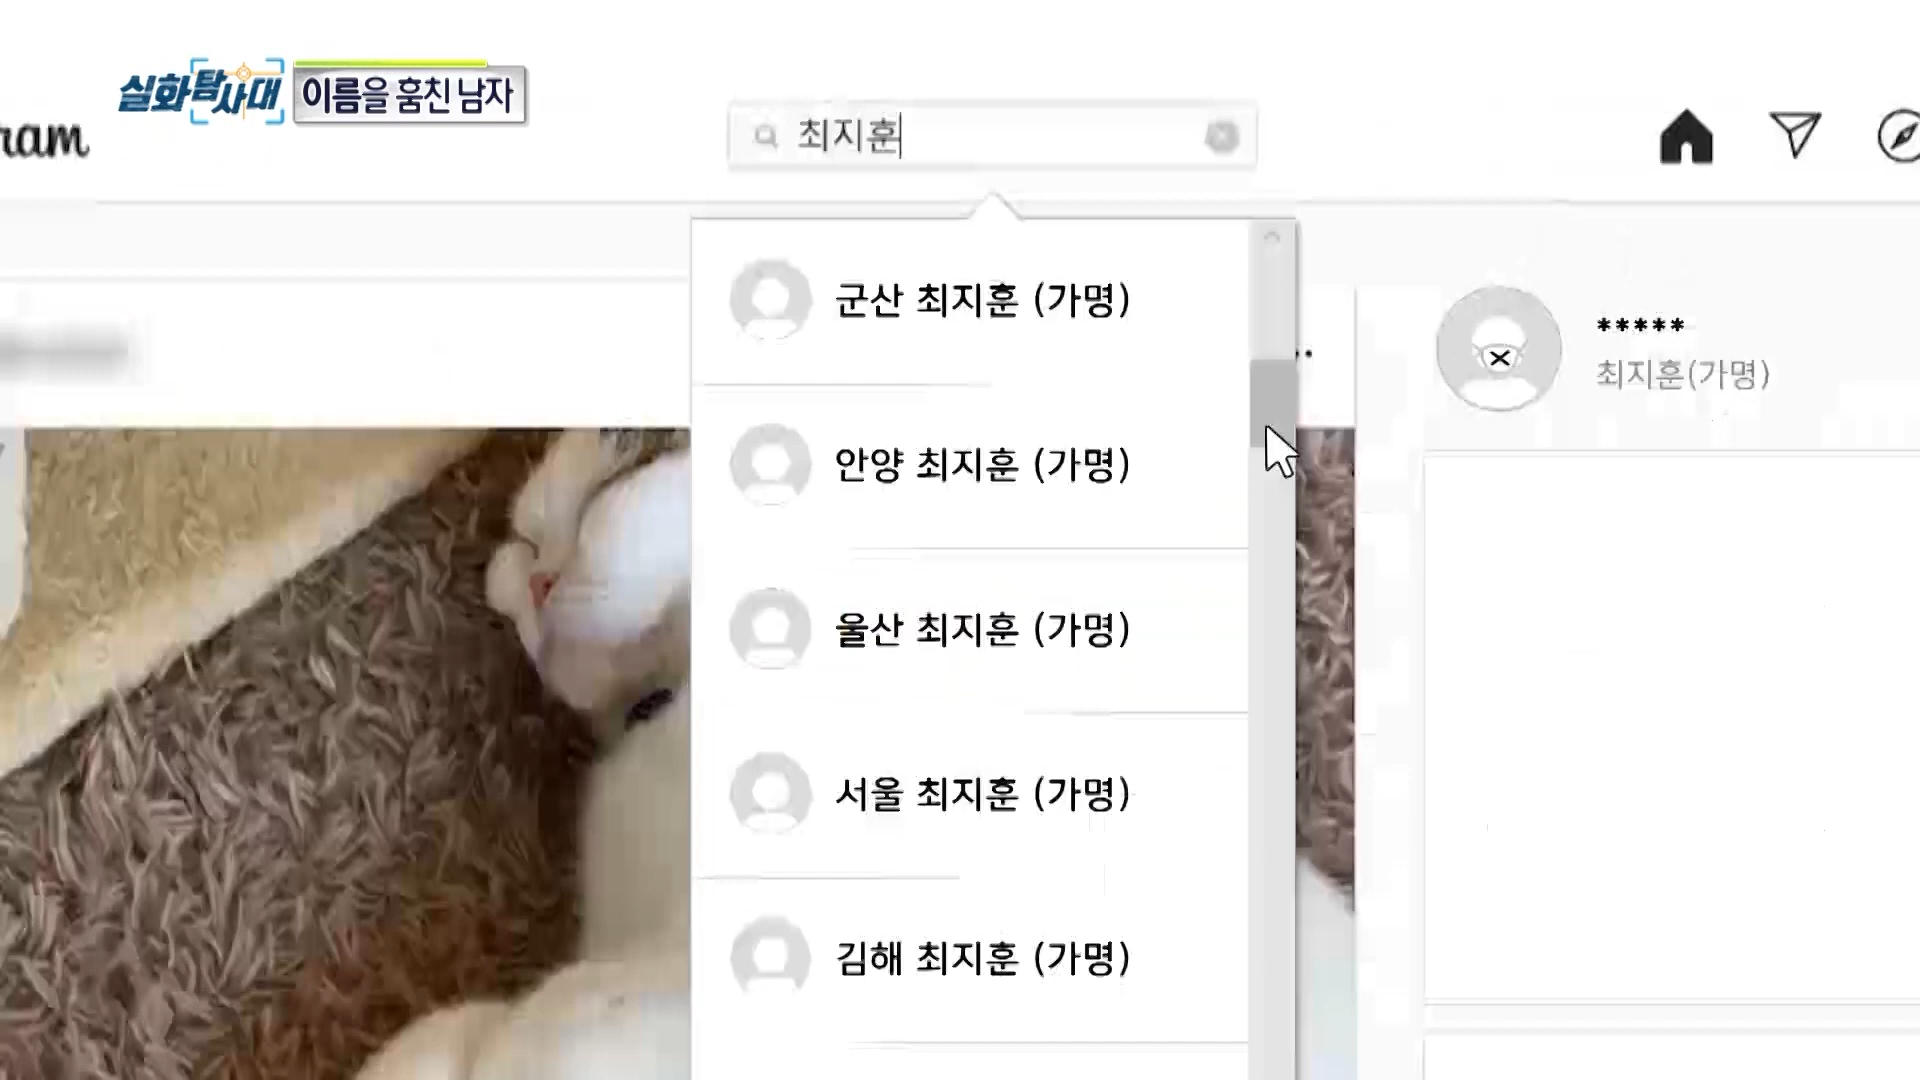 실화탐사대 이름을 훔친 남자
ram
최지훈
군산 최지훈 (가명)
안양 최지훈 (가명)
울산 최지훈 (가명)
서울 최지훈 (가명)
김해 최지훈 (가명)
*****
최지훈(가명)